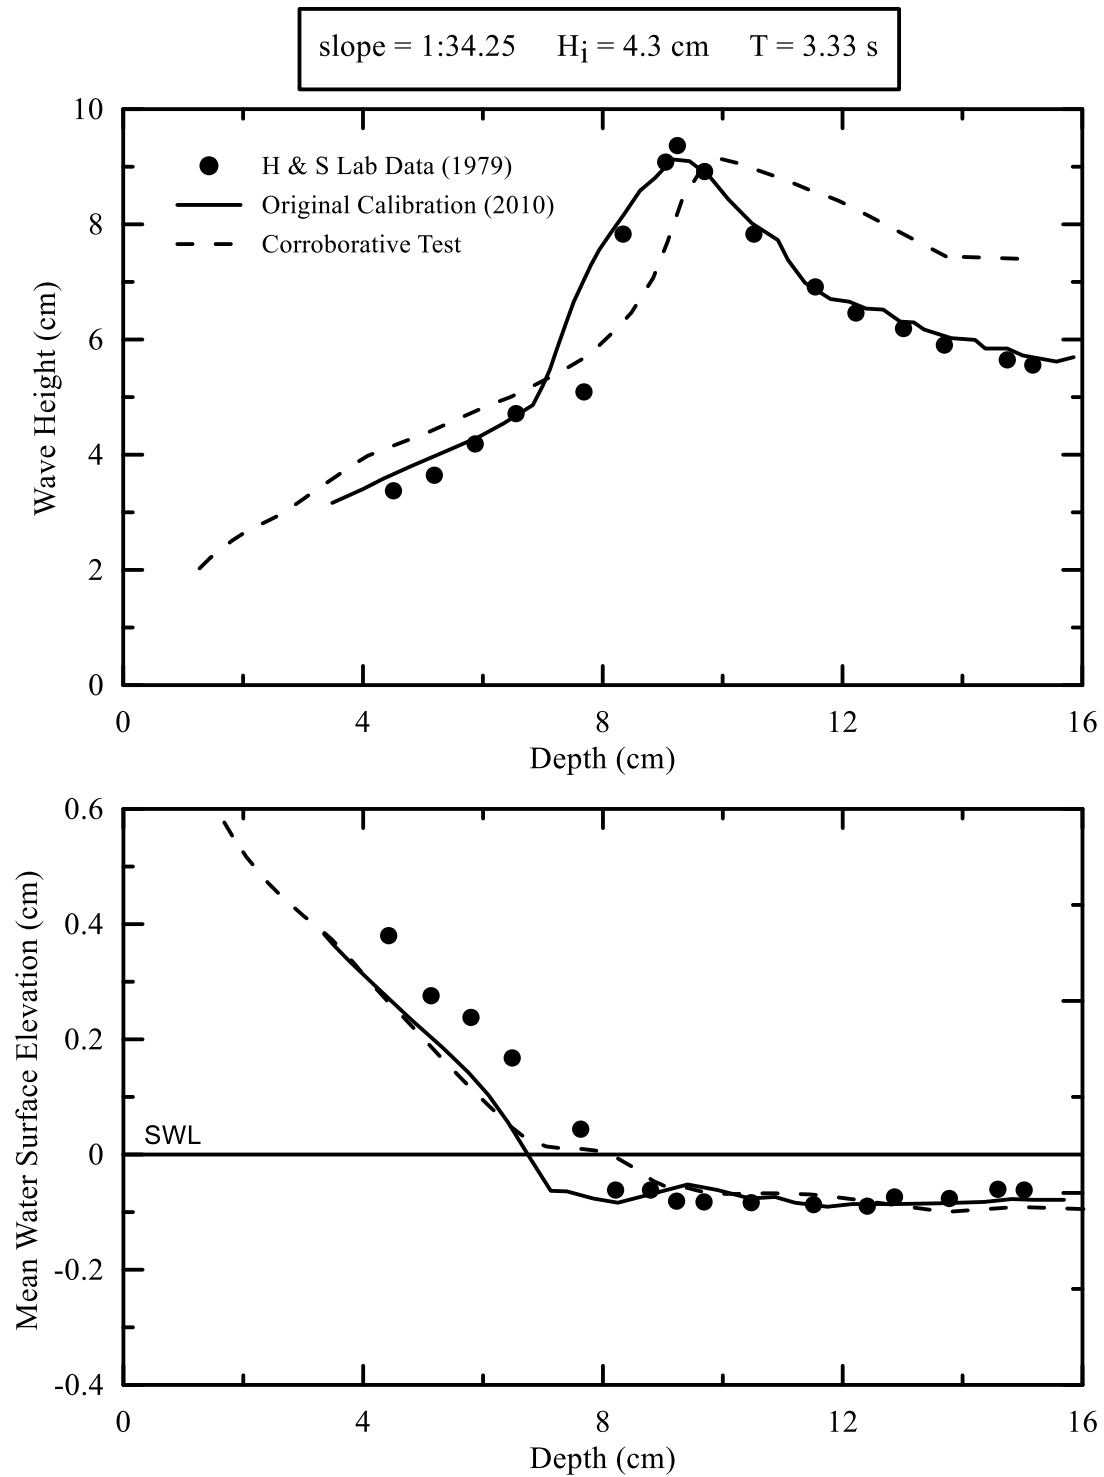 slope = 1:34.25 Hi = 4.3 cm T = 3.33 s
10
8
6
4
2
0
Wave Height (cm)
H & S Lab Data (1979)
Original Calibration (2010)
Corroborative Test
0 4 8 12 16
Depth (cm)
0.6
0.4
0.2
0
-0.2
-0.4
Mean Water Surface Elevation (cm)
SWL
0 4 8 12 16
Depth (cm)